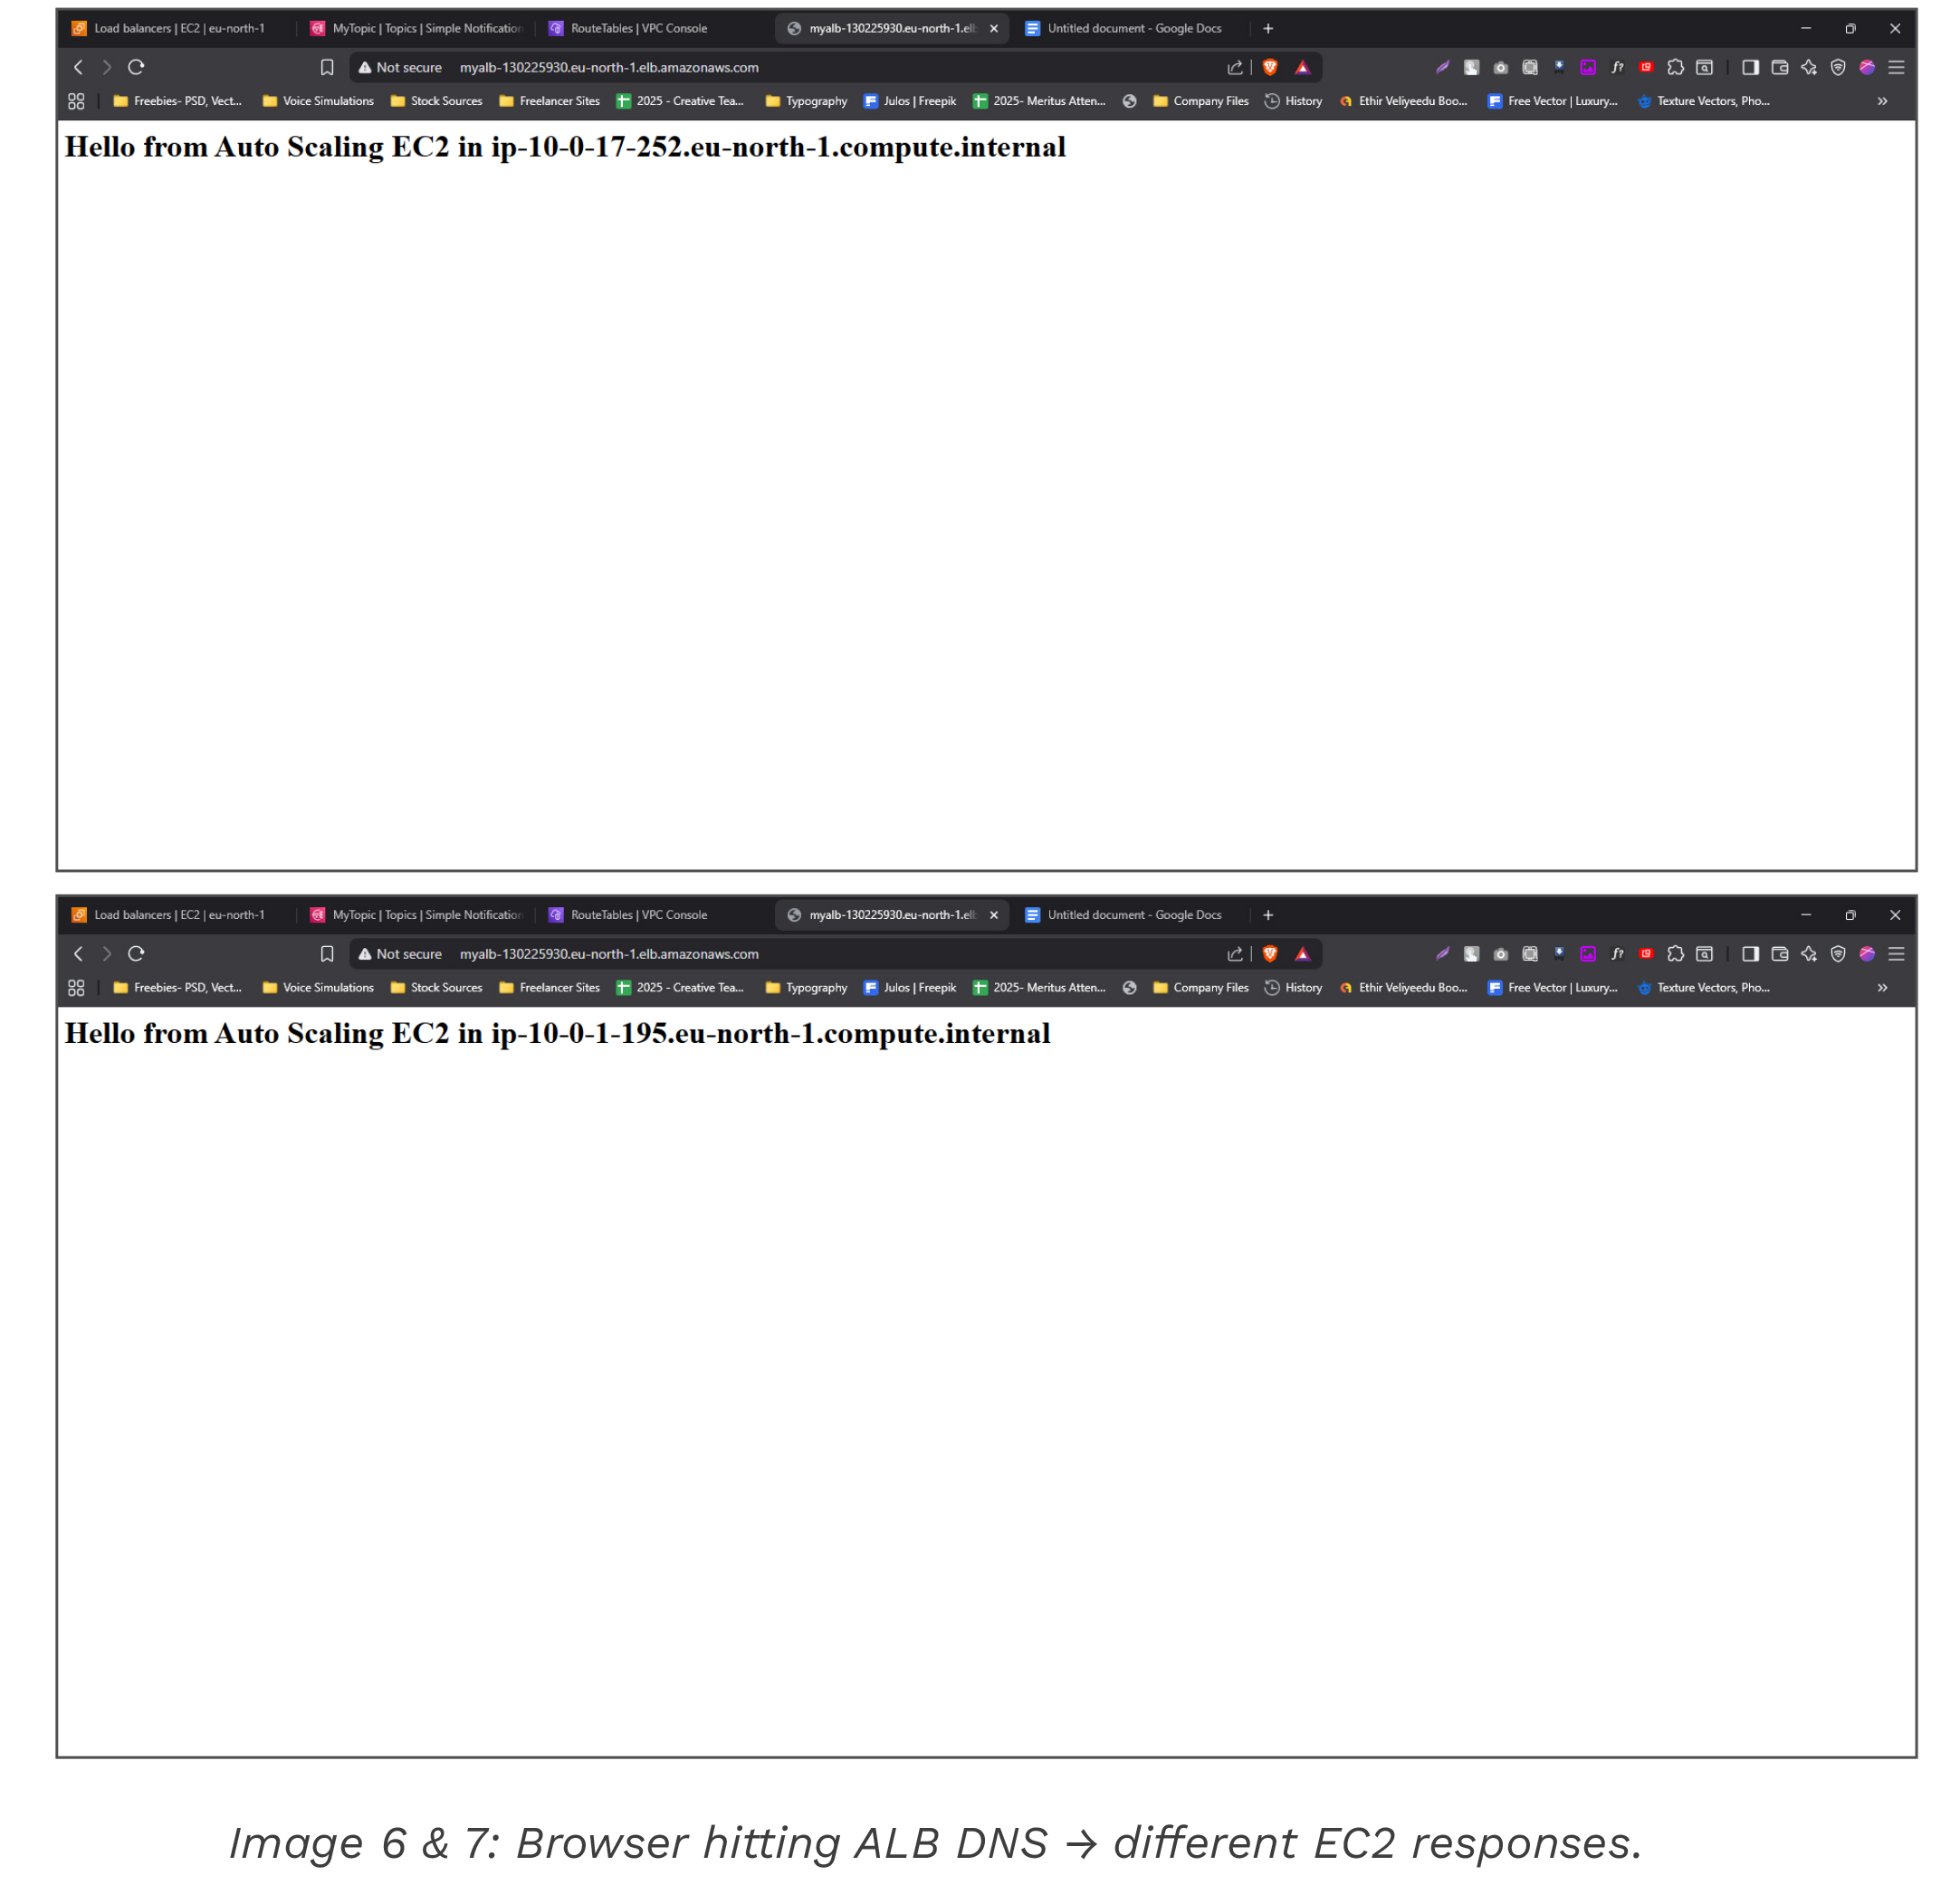 Load balancers | EC2 | eu-north-1 MyTopic | Topics | Simple Notification RouteTables | VPC Console myalb-130225930.eu-north-1.el Untitled document - Google Docs
Not secure myalb-130225930.eu-north-1.elb.amazonaws.com
Freebies- PSD, Vect... Voice Simulations Stock Sources Freelancer Sites 2025 - Creative Tea... Typography Julos | Freepik 2025- Meritus Atten... Company Files History Ethir Veliyeedu Boo... Free Vector | Luxury... Texture Vectors, Pho...
Hello from Auto Scaling EC2 in ip-10-0-17-252.eu-north-1.compute.internal
Load balancers | EC2 | eu-north-1 MyTopic | Topics | Simple Notification RouteTables | VPC Console myalb-130225930.eu-north-1.el Untitled document - Google Docs
Not secure myalb-130225930.eu-north-1.elb.amazonaws.com
Freebies- PSD, Vect... Voice Simulations Stock Sources Freelancer Sites 2025 - Creative Tea... Typography Julos | Freepik 2025- Meritus Atten... Company Files History Ethir Veliyeedu Boo... Free Vector | Luxury... Texture Vectors, Pho...
Hello from Auto Scaling EC2 in ip-10-0-1-195.eu-north-1.compute.internal
Image 6 & 7: Browser hitting ALB DNS → different EC2 responses.